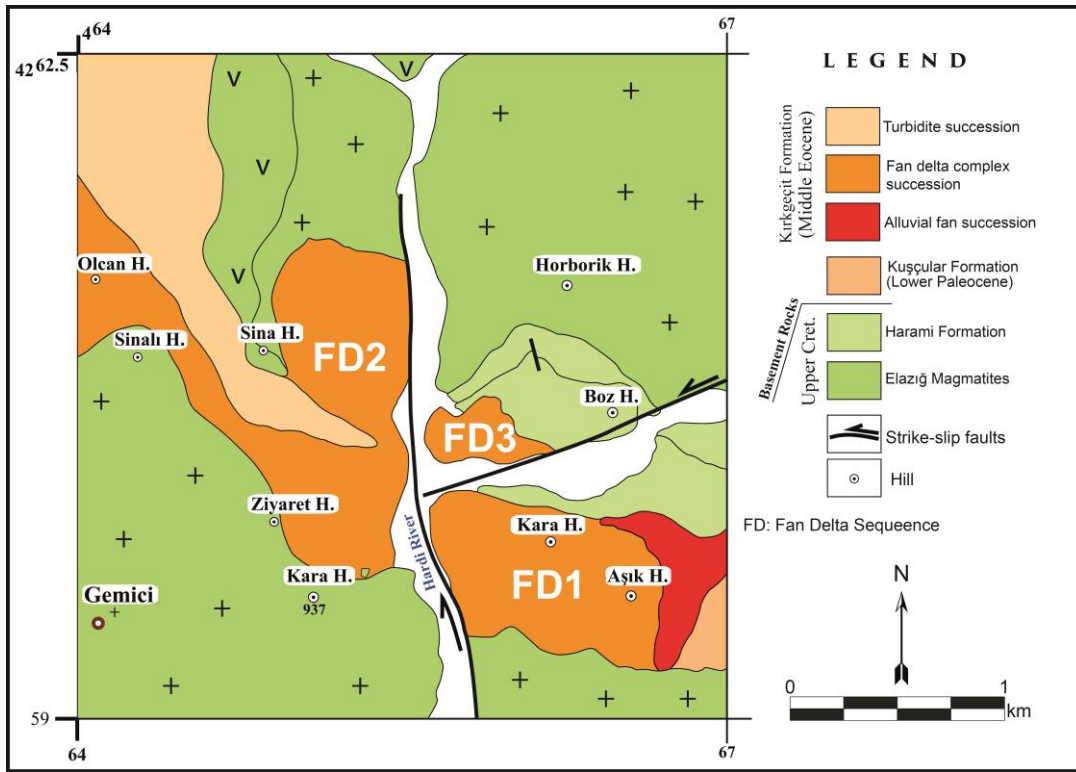 464
67
4262.5
LEGEND
Kırkgeçit Formation
(Middle Eocene)
Turbidite succession
Fan delta complex
succession
Alluvial fan succession
Kuşçular Formation
(Lower Paleocene)
Basement Rocks
Upper Cret.
Harami Formation
Elazığ Magmatites
Strike-slip faults
Hill
FD: Fan Delta Sequeence
V
V
V
V
Olcan H.
Horborik H.
Sinalı H.
Sina H.
FD2
Boz H.
FD3
Ziyaret H.
Kara H.
Hardi River
Kara H.
937
FD1
Aşık H.
Gemici
N
0
1
km
59
64
67